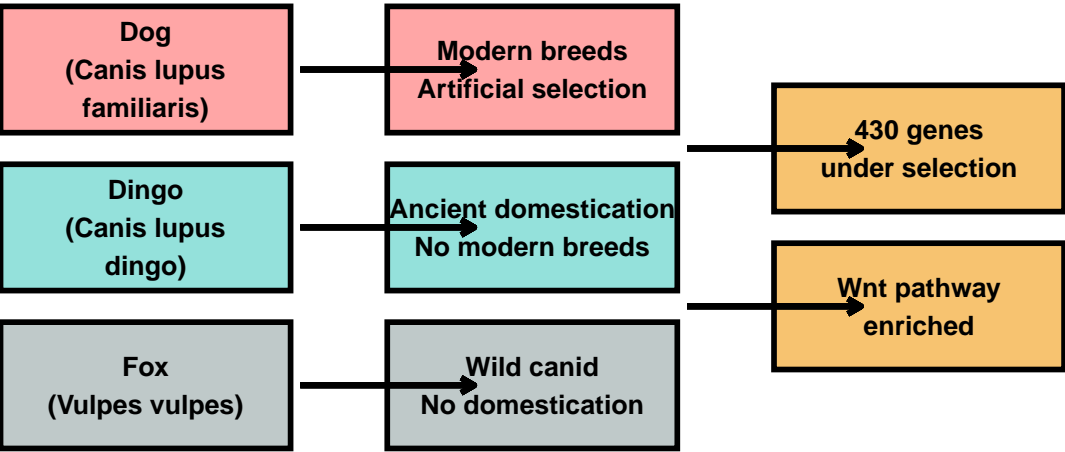 Dog
(Canis lupus
familiaris)
Modern breeds
Artificial selection
430 genes
under selection
Dingo
(Canis lupus
dingo)
Ancient domestication
No modern breeds
Wnt pathway
enriched
Fox
(Vulpes vulpes)
Wild canid
No domestication